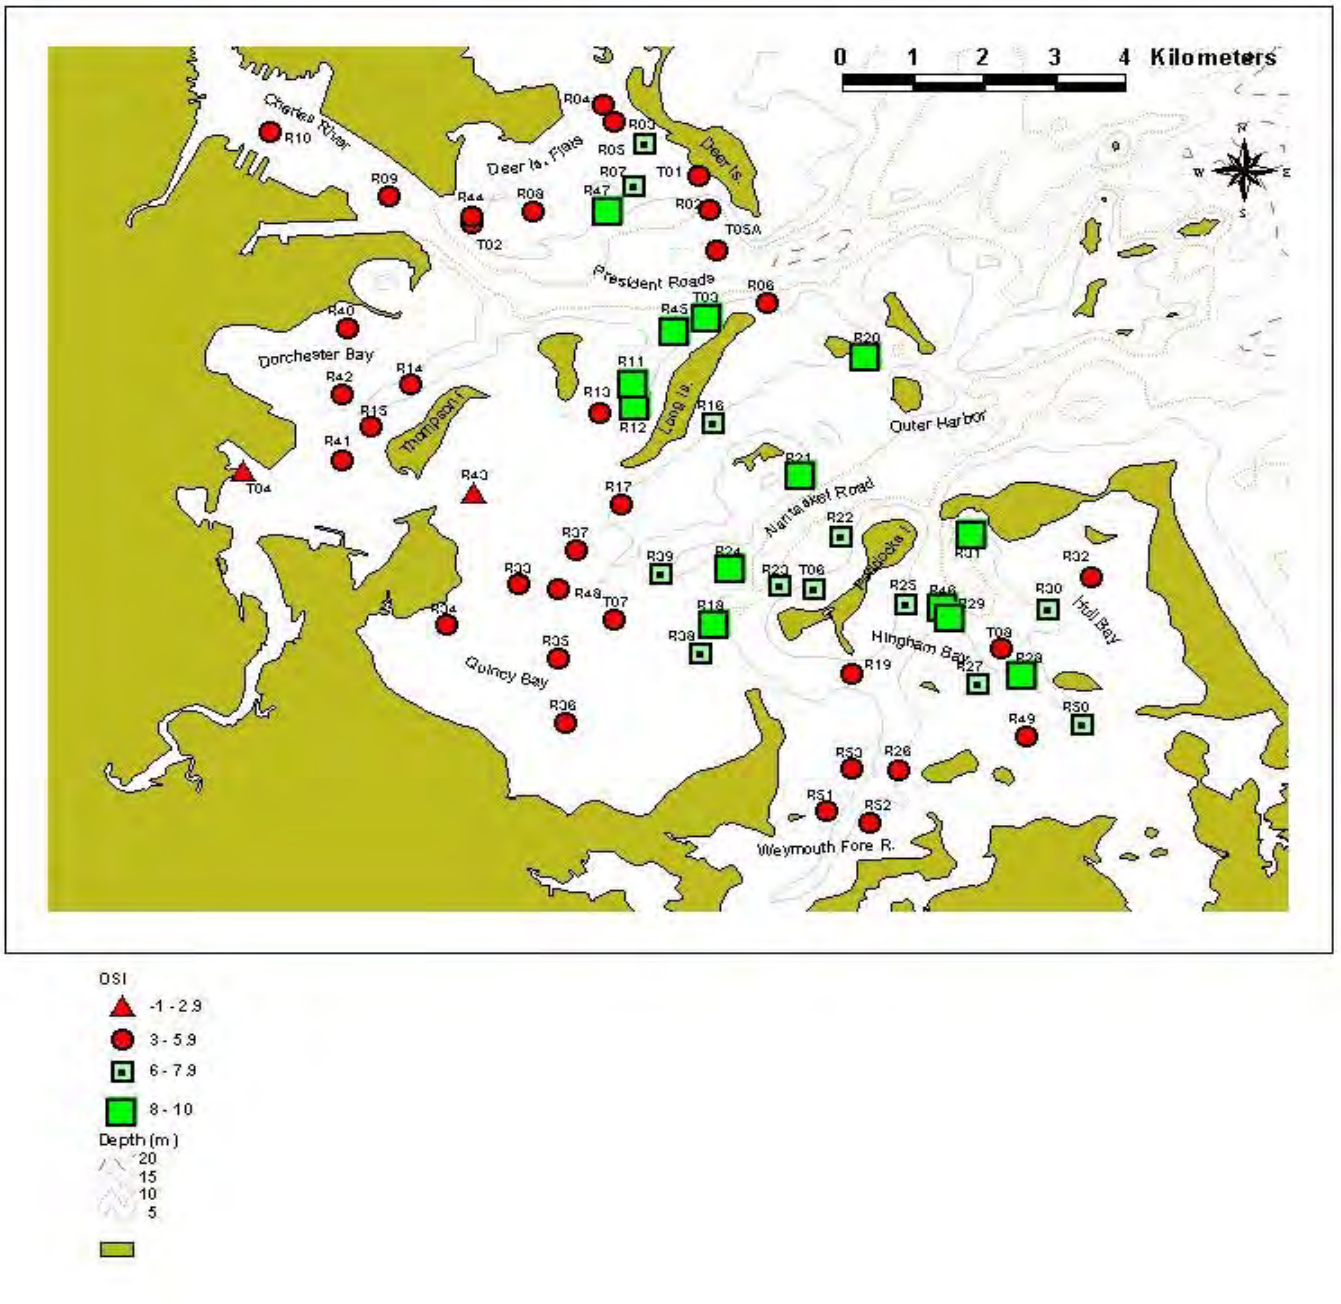 0 1 2 3 4 Kilometers
N
W E
S
Charles River
R10
R04
R03
R05
Deer Is. Flats
Deer Is.
R09
R44
R08
R07
R47
T01
R02
T02
T05A
President Roads
R06
R40
R45
T03
Dorchester Bay
R20
R42
R14
R11
R13
R12
Long Is.
R16
R15
Thompson I.
Outer Harbor
R41
T04
R43
R17
R21
Nantasket Road
R22
R37
R39
R24
R23
T06
R31
R32
R33
R48
T07
R25
R46
R29
R30
Hull Bay
R34
R18
R38
Hingham Bay
T08
R35
Quincy Bay
R19
R27
R28
R36
R50
R49
R53
R26
R51
R52
Weymouth Fore R.
OSI
-1 - 2.9
3 - 5.9
6 - 7.9
8 - 10
Depth (m)
20
15
10
5